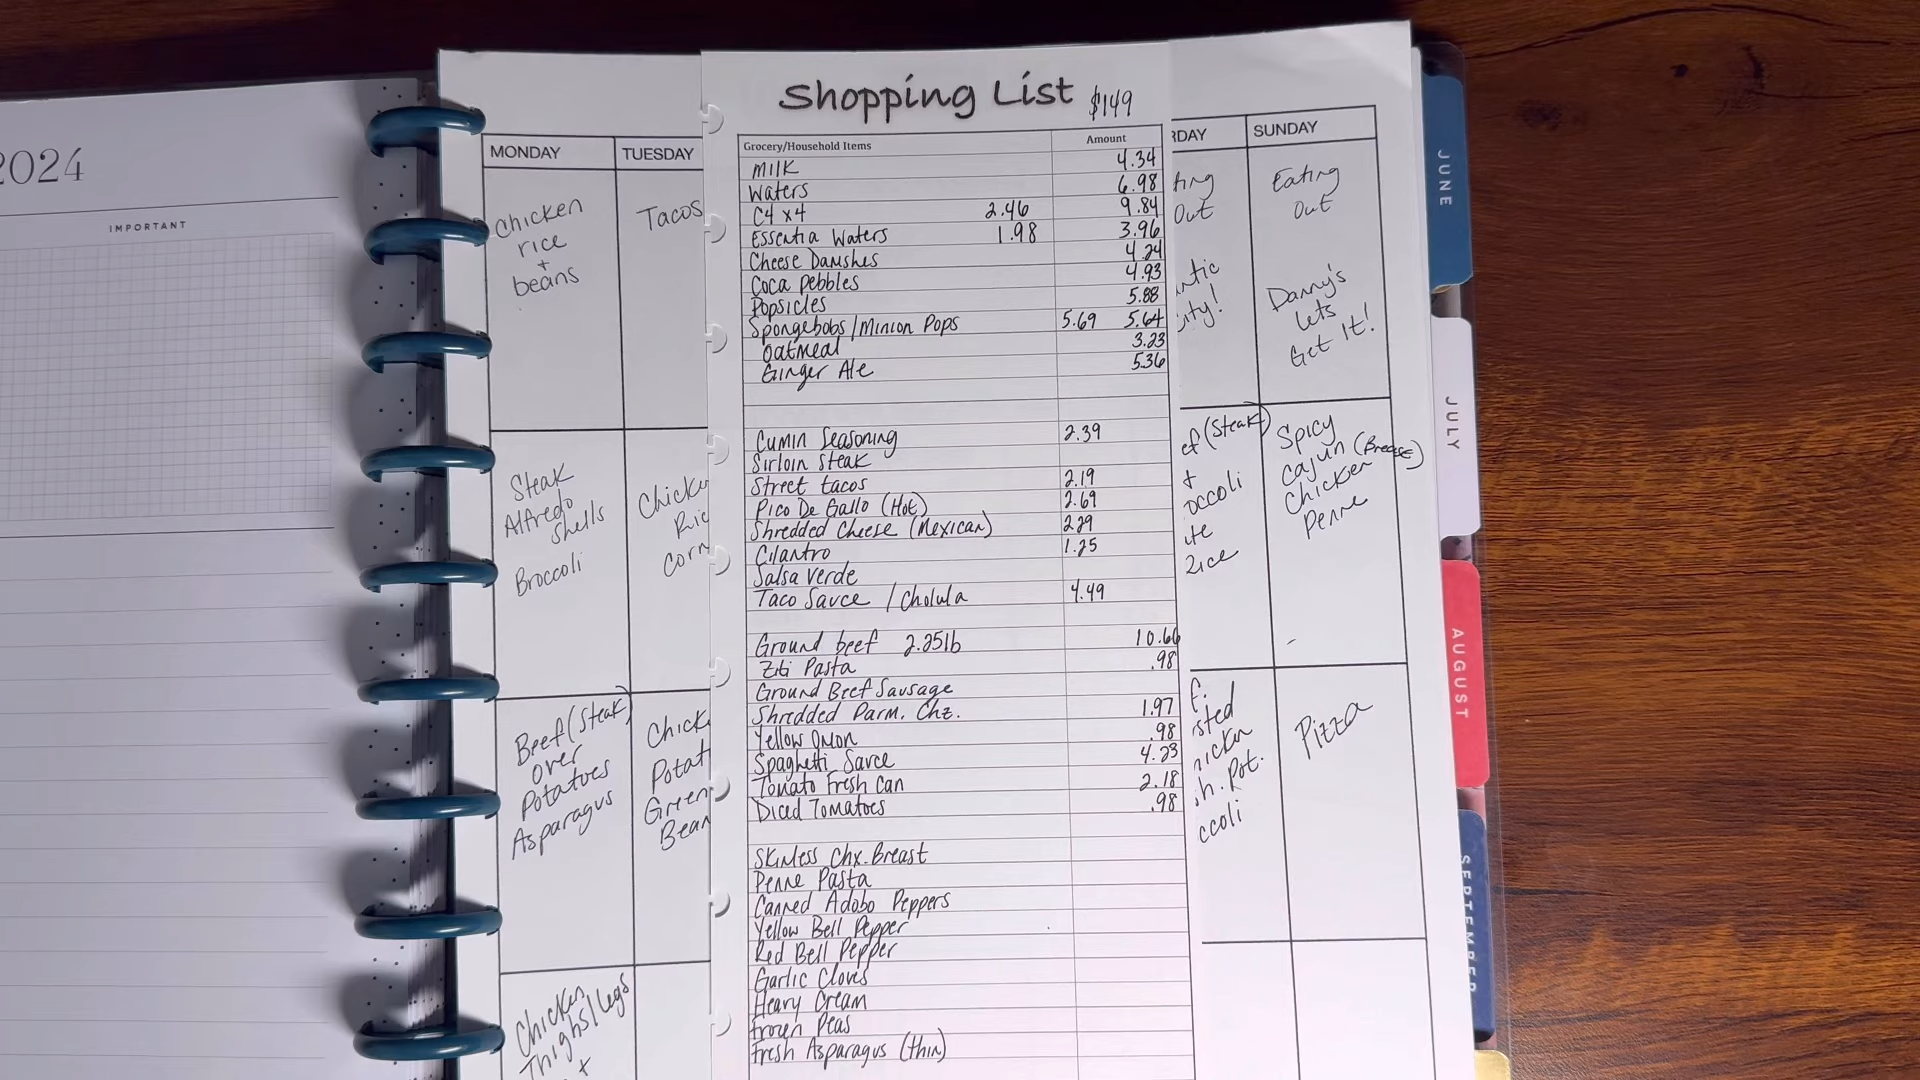 2024
IMPORTANT
MONDAY
TUESDAY
Chicken
rice
+
beans
Tacos
Steak
Alfredo
Shells
Broccoli
Beef (Steak)
over
Potatoes
Asparagus
Green
Chicken
Thighs/Legs
+
Shopping List $149
Grocery/Household Items Amount
Milk 4.34
Waters 6.98
C4 x4 2.46 9.84
Essentia Waters 1.98 3.96
Cheese Danishes 4.24
Coca Pebbles 4.93
Popsicles 5.88
Spongebobs/Minion Pops 5.69 5.64
Oatmeal 3.23
Ginger Ale 5.36
Cumin Seasoning 2.39
Sirloin Steak
Street tacos 2.19
Pico De Gallo (Hot) 2.69
Shredded Cheese (Mexican) 2.29
Cilantro 1.25
Salsa Verde
Taco Sauce / Cholula 4.49
Ground beef 2.25lb 10.66
Ziti Pasta .98
Ground Beef Sausage
Shredded Parm. Chz. 1.97
Yellow Onion .98
Spaghetti Sauce 4.23
Tomato Fresh Can 2.18
Diced Tomatoes .98
Skinless Chx. Breast
Penne Pasta
Canned Adobo Peppers
Yellow Bell Pepper
Red Bell Pepper
Garlic Cloves
Heavy Cream
Frozen Peas
Fresh Asparagus (thin)
RDAY
SUNDAY
Out
Eating
Out
Danny's
Lets
Get It!
(Steak)
Spicy
Cajun (Breast)
Chicken
Penne
h. Pot.
Pizza
JUNE
JULY
AUGUST
SEPTEMBER